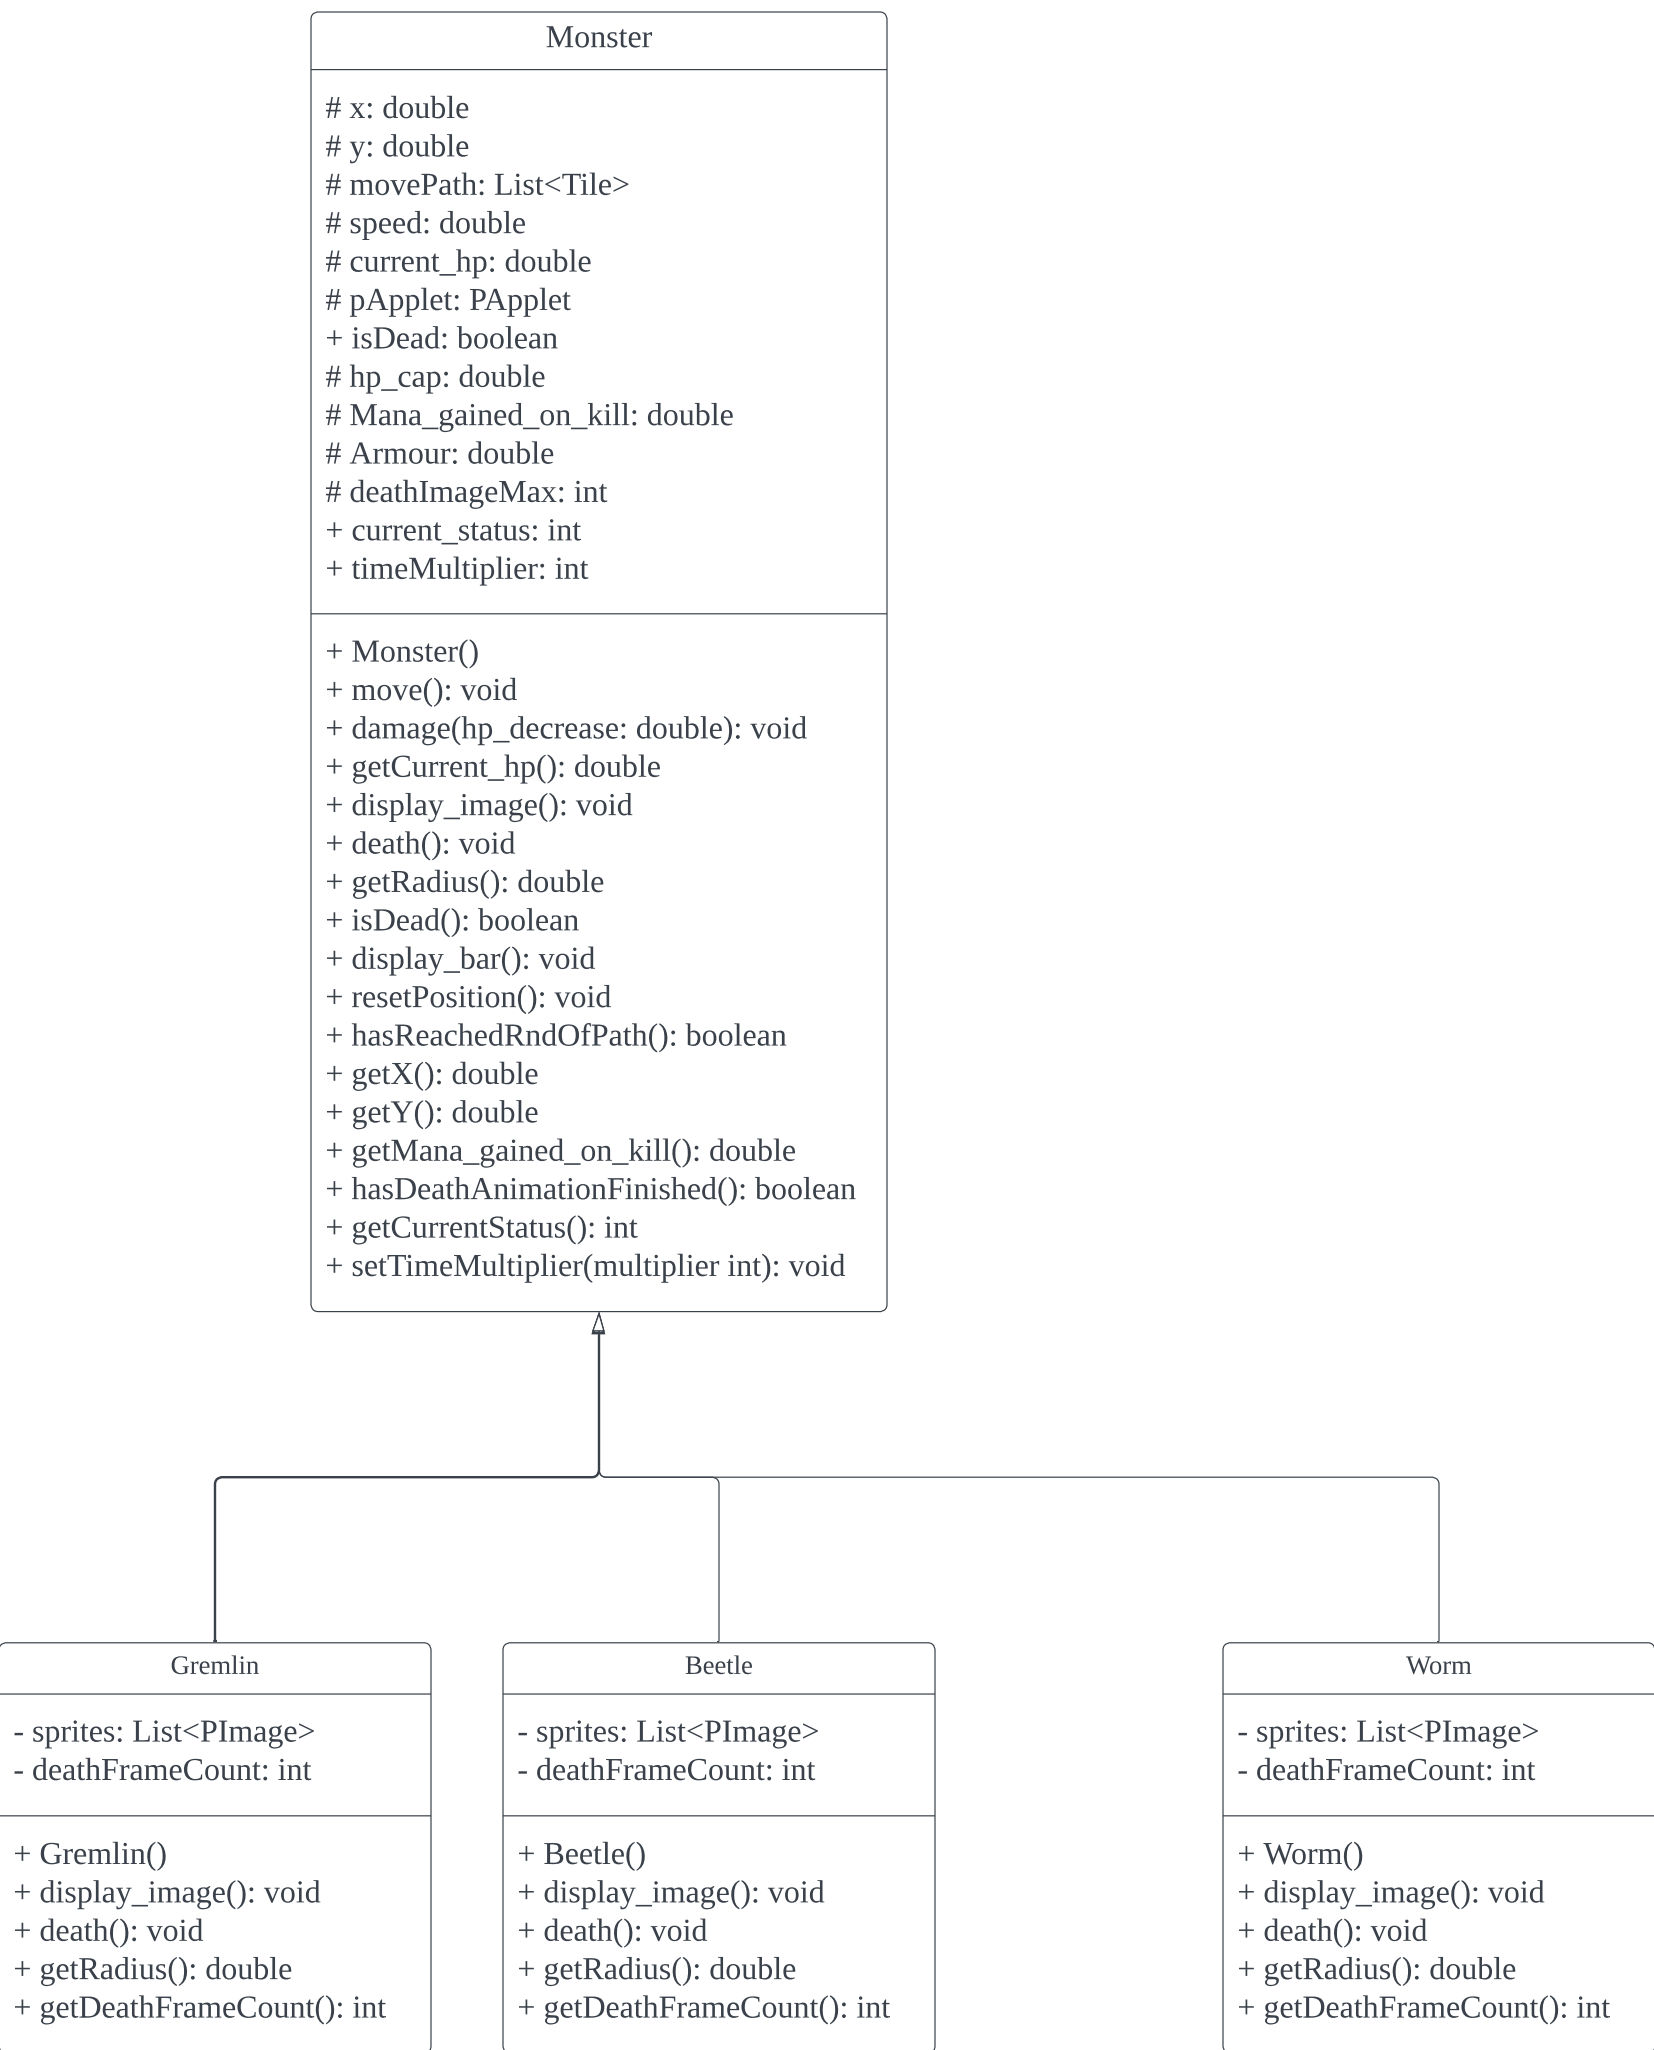 Monster
# x: double
# y: double
# movePath: List<Tile>
# speed: double
# current_hp: double
# pApplet: PApplet
+ isDead: boolean
# hp_cap: double
# Mana_gained_on_kill: double
# Armour: double
# deathImageMax: int
+ current_status: int
+ timeMultiplier: int
+ Monster()
+ move(): void
+ damage(hp_decrease: double): void
+ getCurrent_hp(): double
+ display_image(): void
+ death(): void
+ getRadius(): double
+ isDead(): boolean
+ display_bar(): void
+ resetPosition(): void
+ hasReachedRndOfPath(): boolean
+ getX(): double
+ getY(): double
+ getMana_gained_on_kill(): double
+ hasDeathAnimationFinished(): boolean
+ getCurrentStatus(): int
+ setTimeMultiplier(multiplier int): void
Gremlin
- sprites: List<PImage>
- deathFrameCount: int
+ Gremlin()
+ display_image(): void
+ death(): void
+ getRadius(): double
+ getDeathFrameCount(): int
Beetle
- sprites: List<PImage>
- deathFrameCount: int
+ Beetle()
+ display_image(): void
+ death(): void
+ getRadius(): double
+ getDeathFrameCount(): int
Worm
- sprites: List<PImage>
- deathFrameCount: int
+ Worm()
+ display_image(): void
+ death(): void
+ getRadius(): double
+ getDeathFrameCount(): int